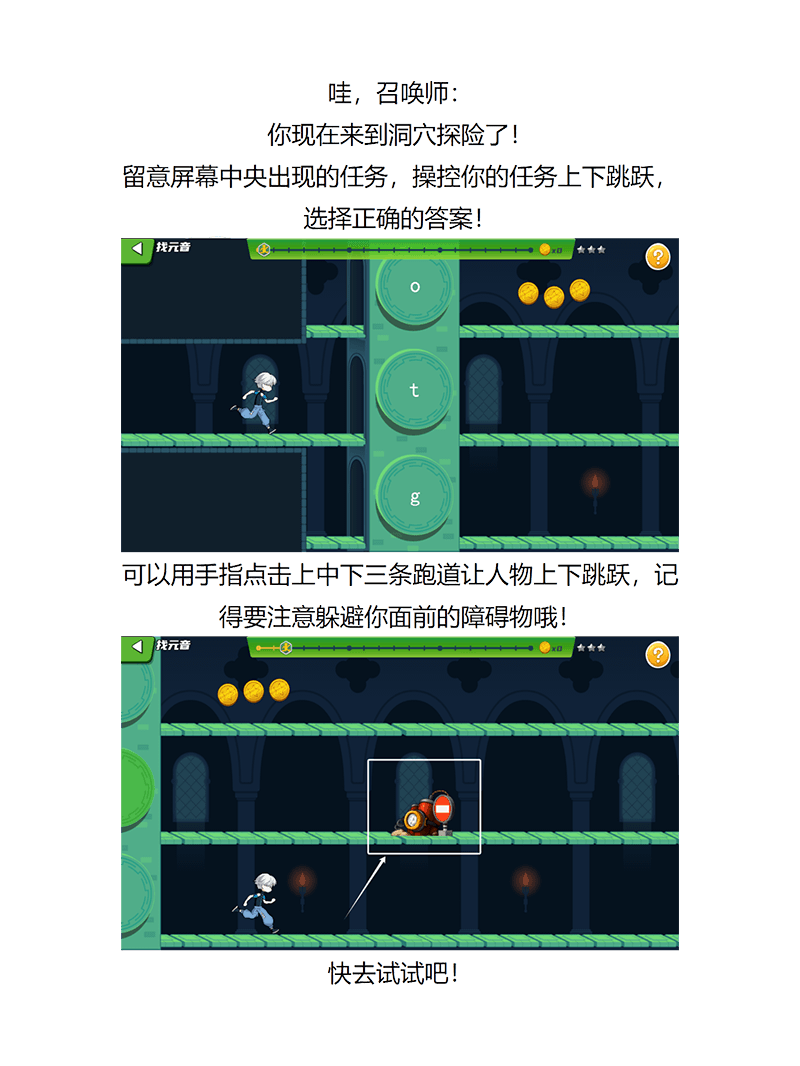 哇，召唤师：
你现在来到洞穴探险了！
留意屏幕中央出现的任务，操控你的任务上下跳跃，
选择正确的答案！
找元音
x0
?
o
t
g
可以用手指点击上中下三条跑道让人物上下跳跃，记
得要注意躲避你面前的障碍物哦！
找元音
x0
?
快去试试吧！